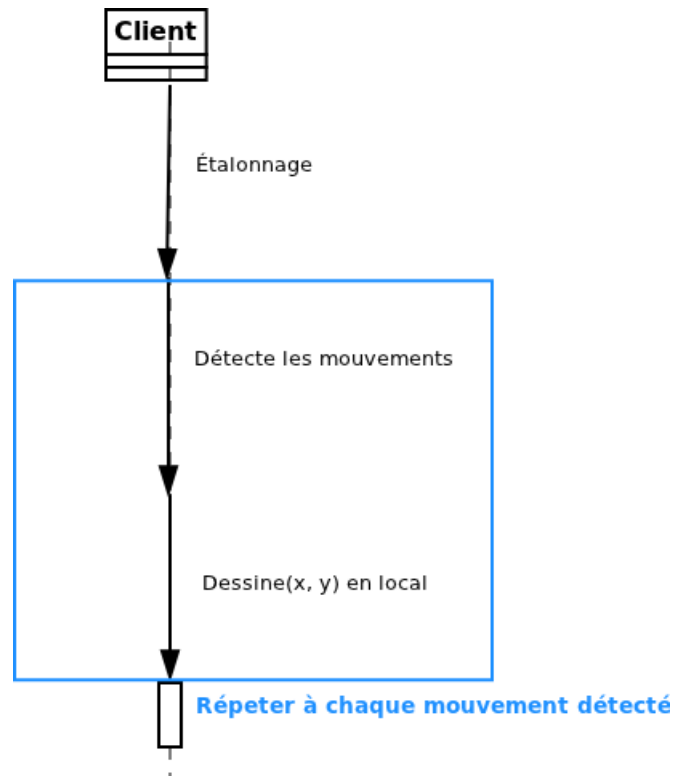 Client
Étalonnage
Détecte les mouvements
Dessine(x, y) en local
Répeter à chaque mouvement détecté